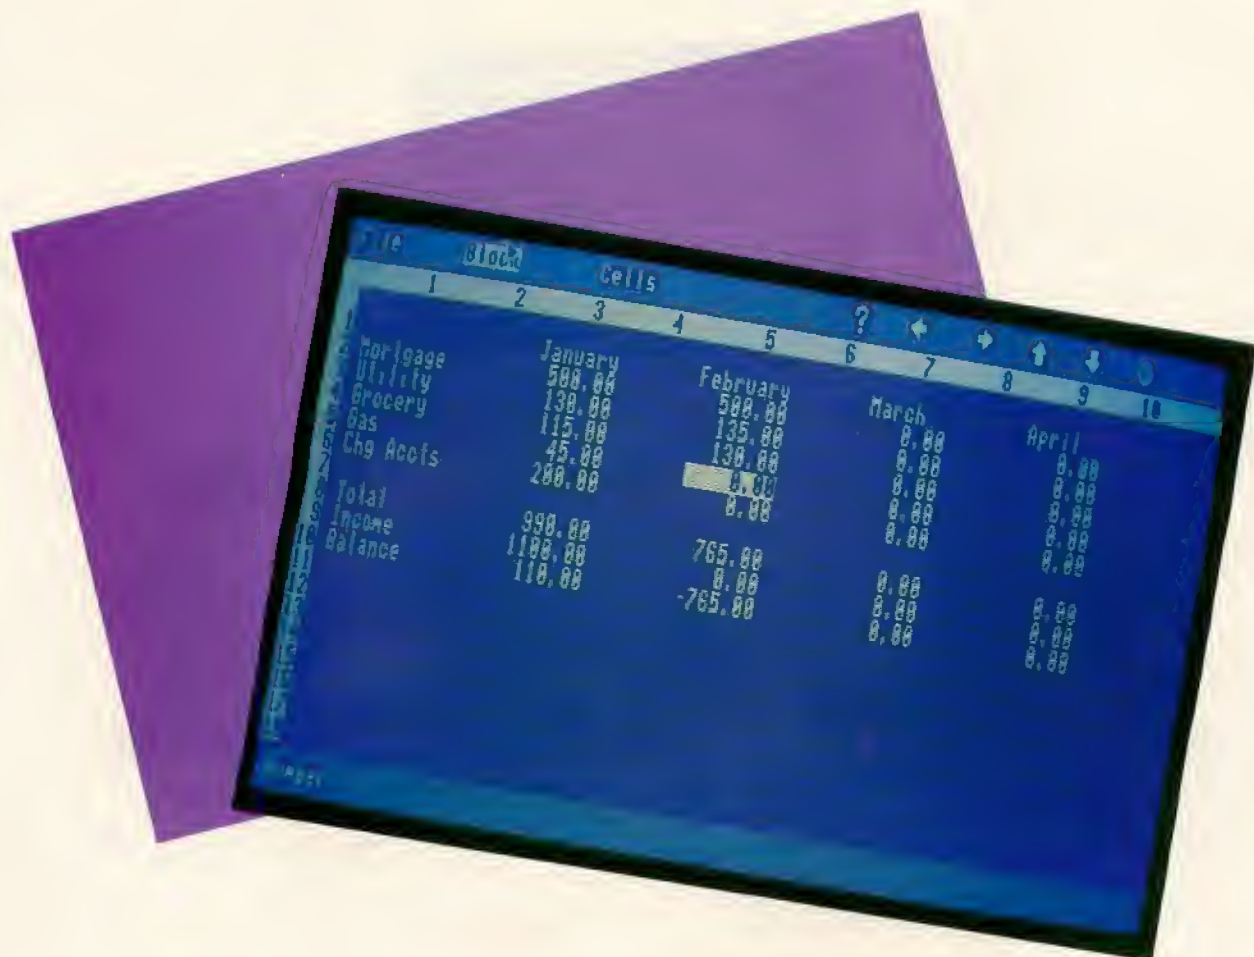 File Block Cells ?
1 2 3 4 5 6 7 8 9 10
January February March April
Mortgage 500.00 500.00 0.00 0.00
Utility 130.00 135.00 0.00 0.00
Grocery 115.00 130.00 0.00 0.00
Gas 45.00 0.00 0.00 0.00
Chg Accts 200.00 0.00 0.00 0.00
Total 990.00 765.00 0.00 0.00
Income 1100.00 0.00 0.00 0.00
Balance 110.00 -765.00 0.00 0.00